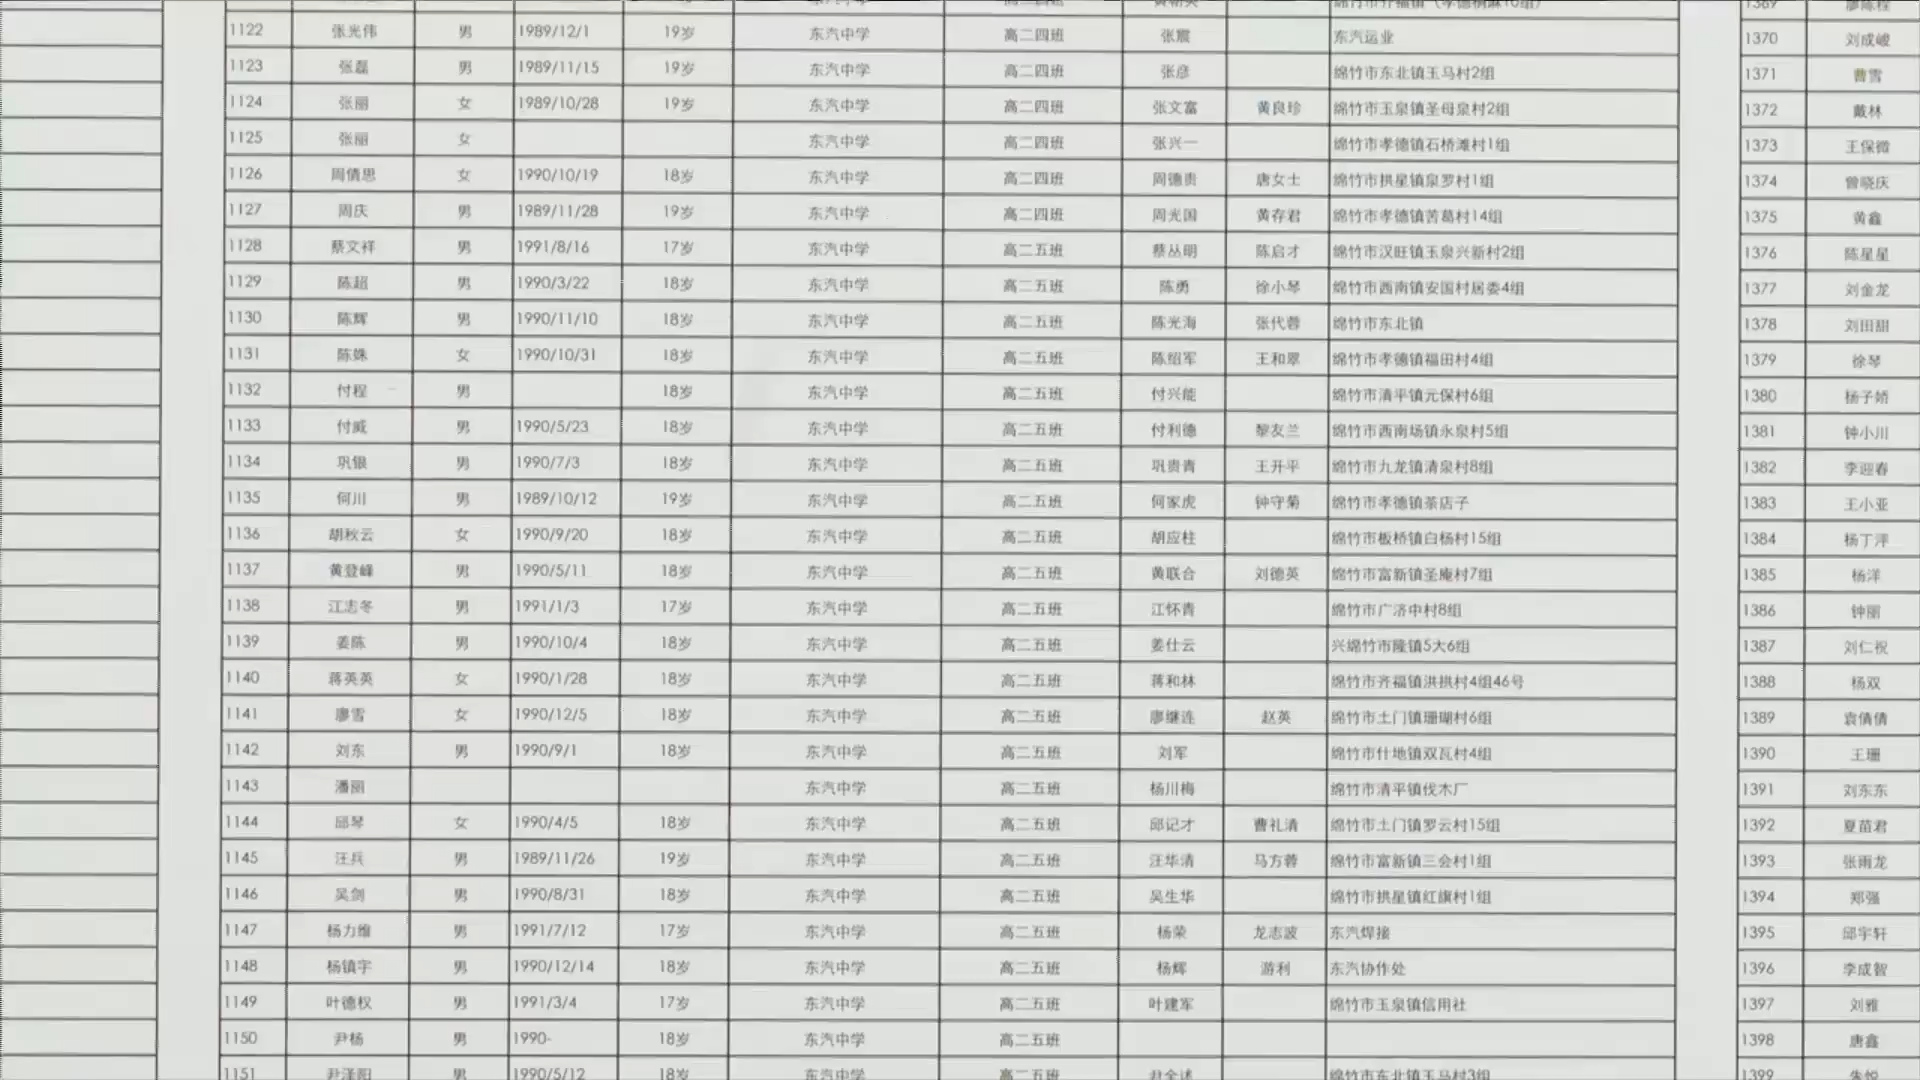 1122 张光伟 男 1989/12/1 19岁 东汽中学 高二四班 张宸 东汽运业 1370 刘成峻
1123 张磊 男 1989/11/15 19岁 东汽中学 高二四班 张彦 绵竹市东北镇玉马村2组 1371 曹雪
1124 张丽 女 1989/10/28 19岁 东汽中学 高二四班 张文富 黄良珍 绵竹市玉泉镇圣母泉村2组 1372 戴林
1125 张丽 女 东汽中学 高二四班 张兴一 绵竹市孝德镇石桥滩村1组 1373 王保微
1126 周倩思 女 1990/10/19 18岁 东汽中学 高二四班 周德贵 唐女士 绵竹市拱星镇泉罗村1组 1374 曾晓庆
1127 周庆 男 1989/11/28 19岁 东汽中学 高二四班 周光国 黄存君 绵竹市孝德镇苦葛村14组 1375 黄鑫
1128 蔡文祥 男 1991/8/16 17岁 东汽中学 高二五班 蔡丛明 陈启才 绵竹市汉旺镇玉泉兴新村2组 1376 陈星星
1129 陈超 男 1990/3/22 18岁 东汽中学 高二五班 陈勇 徐小琴 绵竹市西南镇安国村居委4组 1377 刘金龙
1130 陈辉 男 1990/11/10 18岁 东汽中学 高二五班 陈光海 张代蓉 绵竹市东北镇 1378 刘田甜
1131 陈姝 女 1990/10/31 18岁 东汽中学 高二五班 陈绍军 王和翠 绵竹市孝德镇福田村4组 1379 徐琴
1132 付程 男 18岁 东汽中学 高二五班 付兴能 绵竹市清平镇元保村6组 1380 杨子娇
1133 付威 男 1990/5/23 18岁 东汽中学 高二五班 付利德 黎友兰 绵竹市西南场镇永泉村5组 1381 钟小川
1134 巩银 男 1990/7/3 18岁 东汽中学 高二五班 巩贵青 王开平 绵竹市九龙镇清泉村8组 1382 李迎春
1135 何川 男 1989/10/12 19岁 东汽中学 高二五班 何家虎 钟守菊 绵竹市孝德镇茶店子 1383 王小亚
1136 胡秋云 女 1990/9/20 18岁 东汽中学 高二五班 胡应柱 绵竹市板桥镇白杨村15组 1384 杨丁萍
1137 黄登峰 男 1990/5/11 18岁 东汽中学 高二五班 黄联合 刘德英 绵竹市富新镇圣庵村7组 1385 杨洋
1138 江志冬 男 1991/1/3 17岁 东汽中学 高二五班 江怀青 绵竹市广济中村8组 1386 钟丽
1139 姜陈 男 1990/10/4 18岁 东汽中学 高二五班 姜仕云 兴绵竹市隆镇5大6组 1387 刘仁祝
1140 蒋英英 女 1990/1/28 18岁 东汽中学 高二五班 蒋和林 绵竹市齐福镇洪拱村4组46号 1388 杨双
1141 廖雪 女 1990/12/5 18岁 东汽中学 高二五班 廖继连 赵英 绵竹市土门镇珊瑚村6组 1389 袁倩倩
1142 刘东 男 1990/9/1 18岁 东汽中学 高二五班 刘军 绵竹市什地镇双瓦村4组 1390 王珊
1143 潘丽 东汽中学 高二五班 杨川梅 绵竹市清平镇伐木厂 1391 刘东东
1144 邱琴 女 1990/4/5 18岁 东汽中学 高二五班 邱记才 曹礼清 绵竹市土门镇罗云村15组 1392 夏苗君
1145 汪兵 男 1989/11/26 19岁 东汽中学 高二五班 汪华清 马方蓉 绵竹市富新镇三会村1组 1393 张雨龙
1146 吴剑 男 1990/8/31 18岁 东汽中学 高二五班 吴生华 绵竹市拱星镇红旗村1组 1394 郑强
1147 杨力维 男 1991/7/12 17岁 东汽中学 高二五班 杨荣 龙志波 东汽焊接 1395 邱宇轩
1148 杨镇宇 男 1990/12/14 18岁 东汽中学 高二五班 杨辉 游利 东汽协作处 1396 李成智
1149 叶德权 男 1991/3/4 17岁 东汽中学 高二五班 叶建军 绵竹市玉泉镇信用社 1397 刘雅
1150 尹杨 男 1990- 18岁 东汽中学 高二五班 1398 唐鑫
1151 尹泽阳 男 1990/5/12 18岁 东汽中学 高二五班 绵竹市东北镇玉马村3组 1399